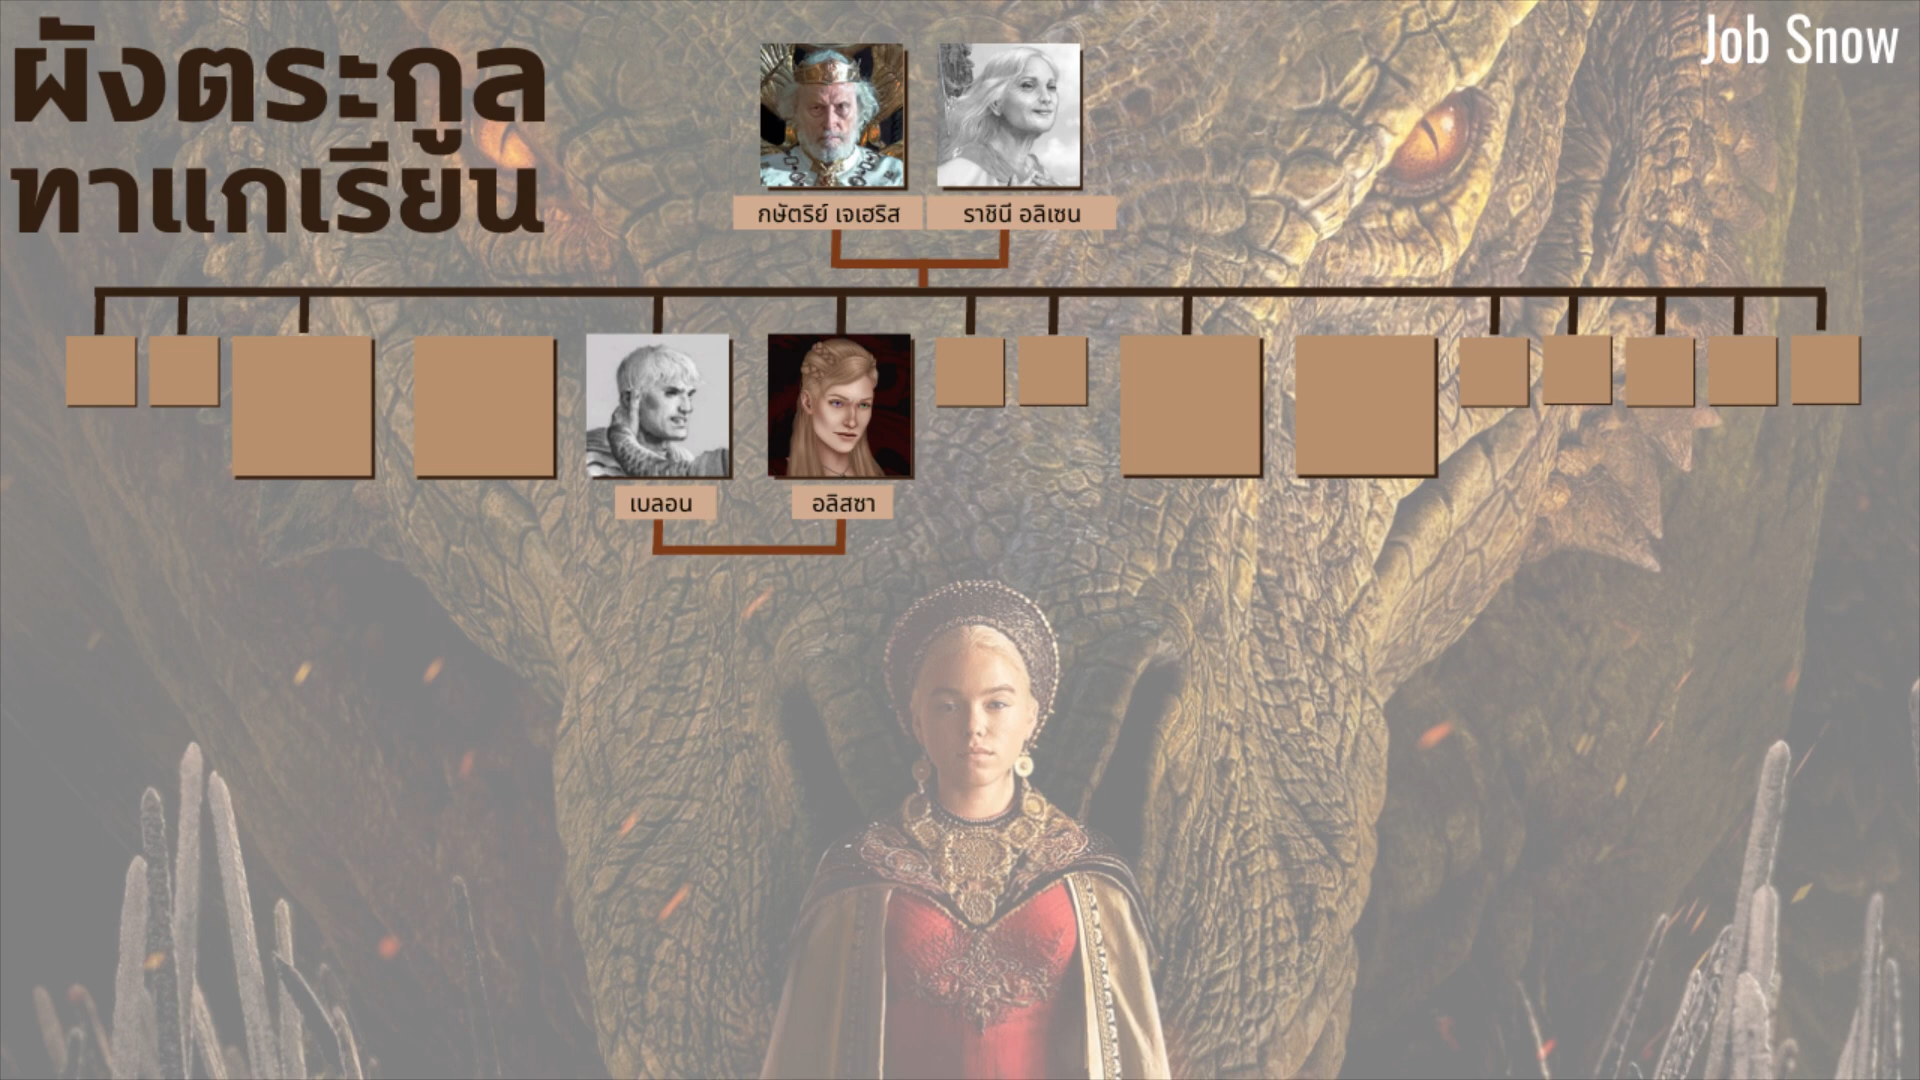 ผังตระกูล
ทาแกเรียน
Job Snow
กษัตริย์ เจเฮริส
ราชินี อลิเซน
เบลอน
อลิสซา